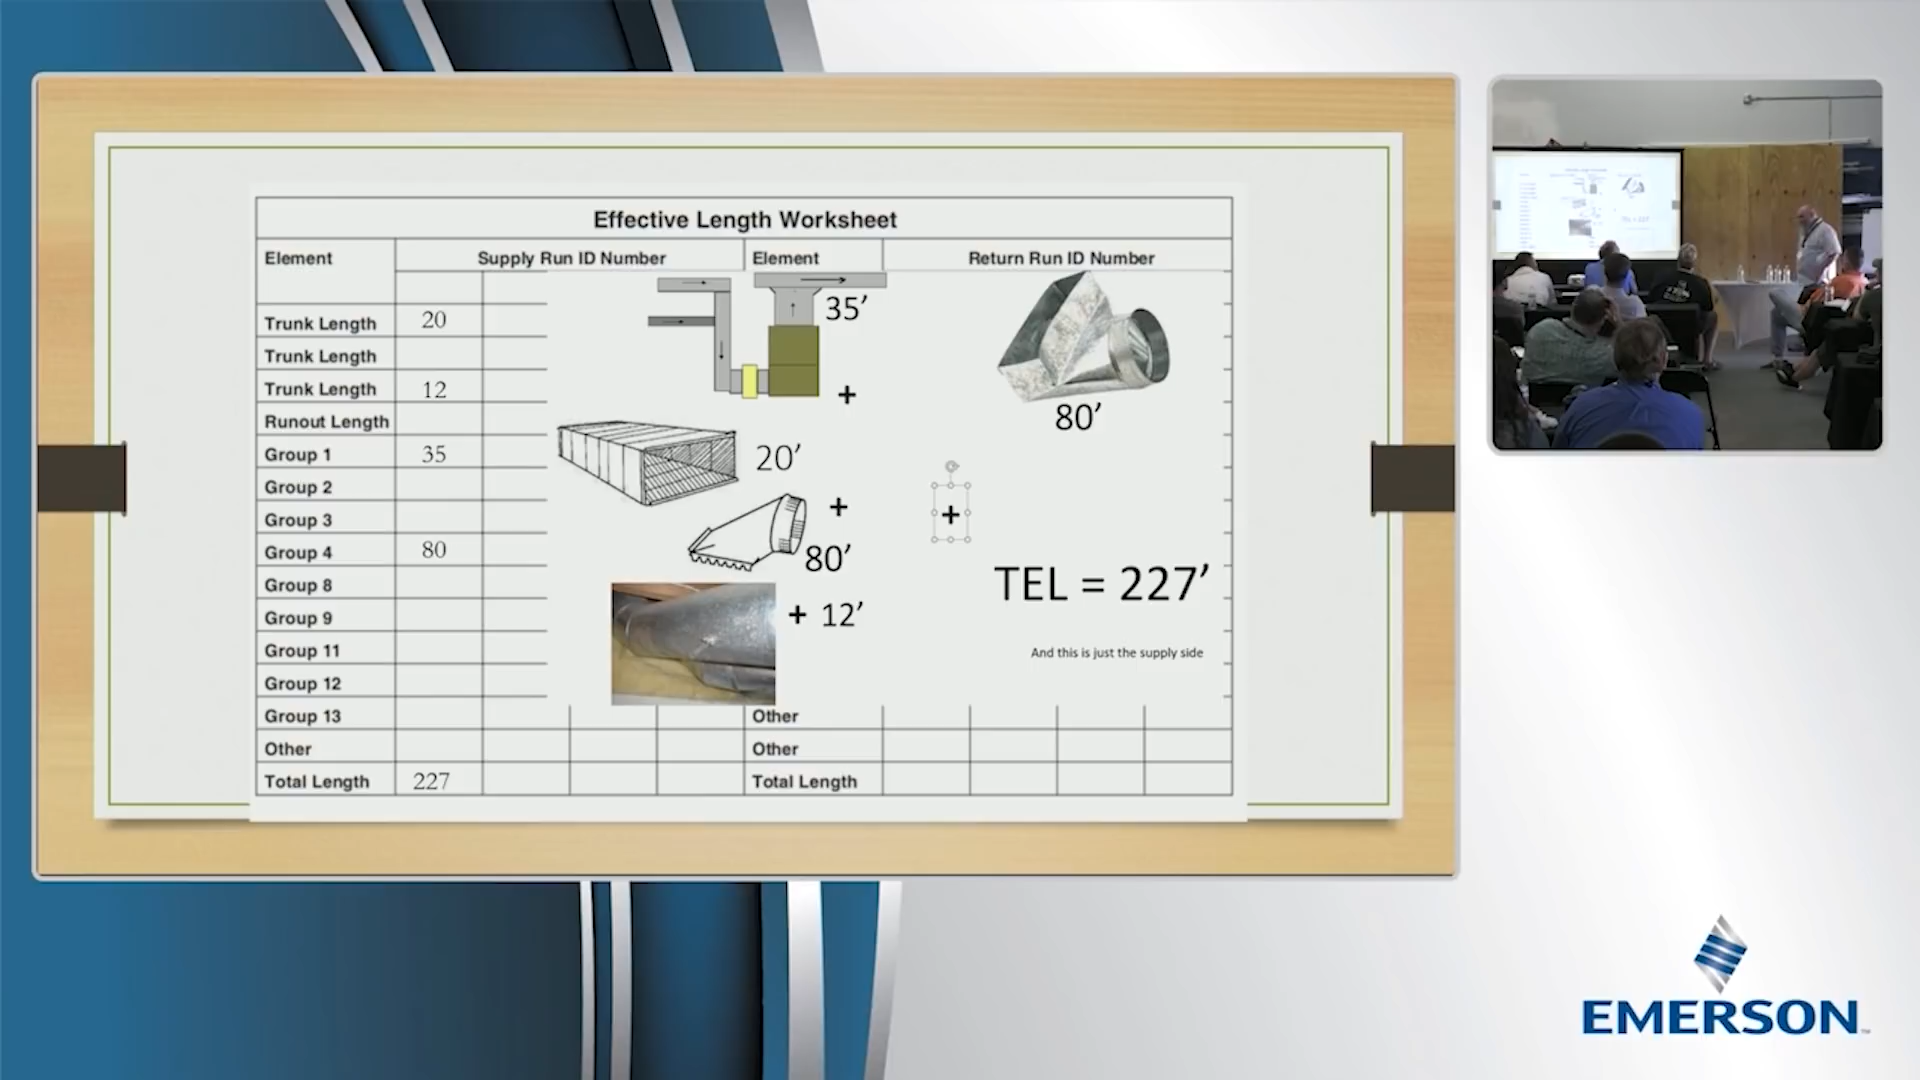 Effective Length Worksheet
Element Supply Run ID Number Element Return Run ID Number
Trunk Length 20
Trunk Length
Trunk Length 12
Runout Length
Group 1 35
Group 2
Group 3
Group 4 80
Group 8
Group 9
Group 11
Group 12
Group 13 Other
Other Other
Total Length 227 Total Length
35’
+
20’
+
80’
+ 12’
80’
+
TEL = 227’
And this is just the supply side
EMERSON